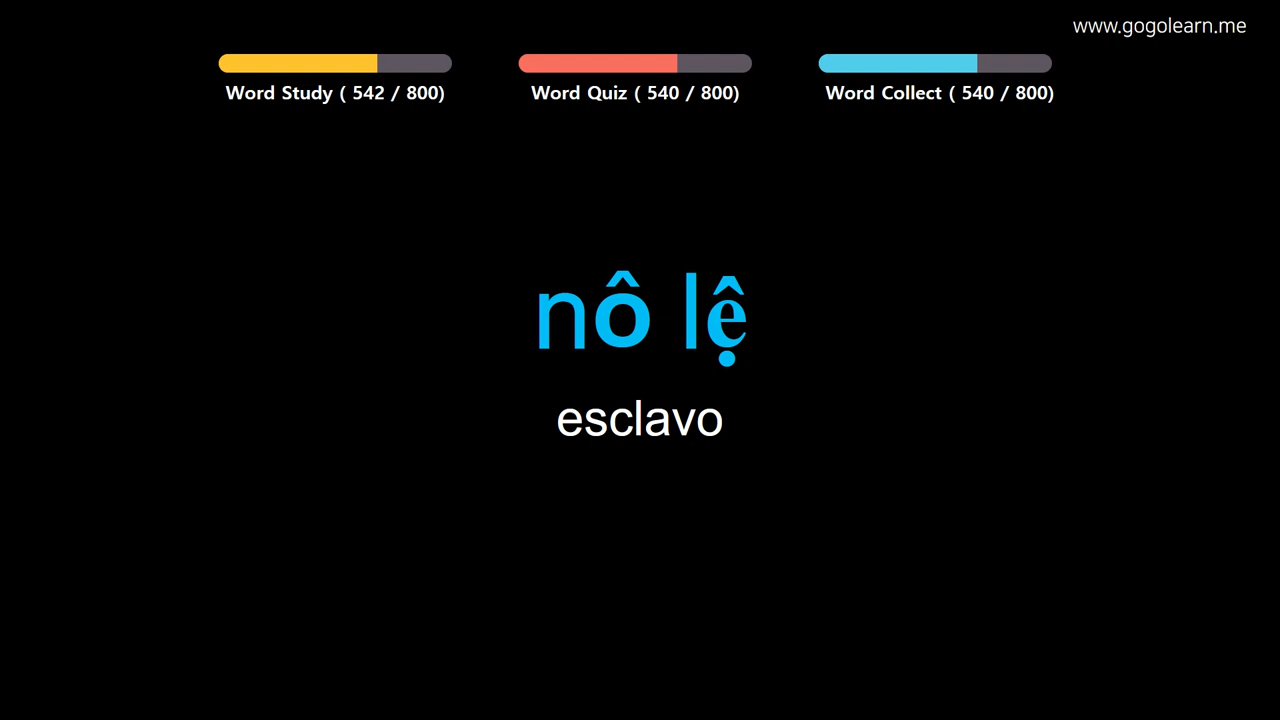 www.gogolearn.me
Word Study ( 542 / 800)
Word Quiz ( 540 / 800)
Word Collect ( 540 / 800)
nô lệ
esclavo